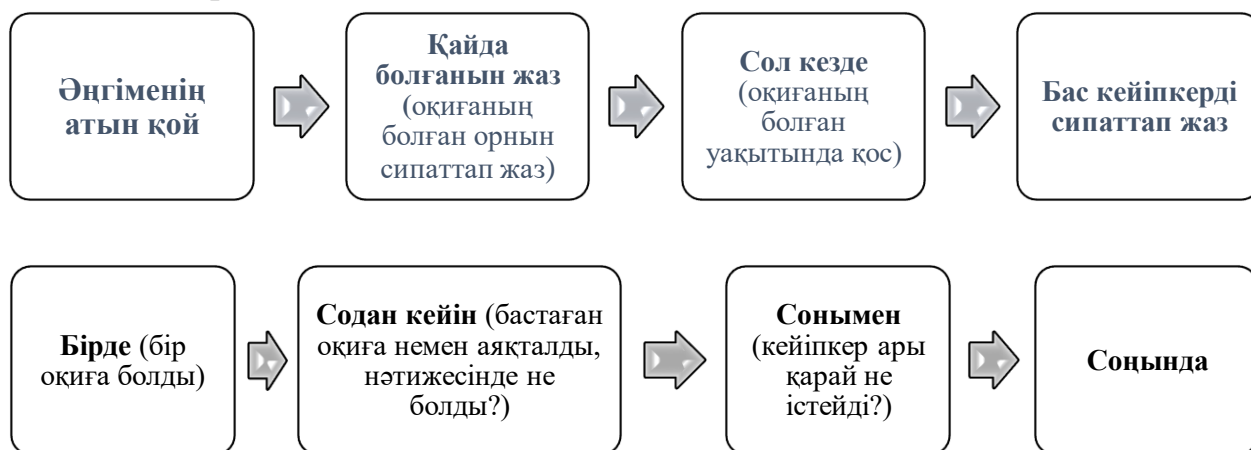 Әңгіменің
атын қой
Қайда
болғанын жаз
(оқиғаның
болған орнын
сипаттап жаз)
Сол кезде
(оқиғаның
болған
уақытында қос)
Бас кейіпкерді
сипаттап жаз
Бірде (бір
оқиға болды)
Содан кейін (бастаған
оқиға немен аяқталды,
нәтижесінде не
болды?)
Сонымен
(кейіпкер ары
қарай не
істейді?)
Соңында